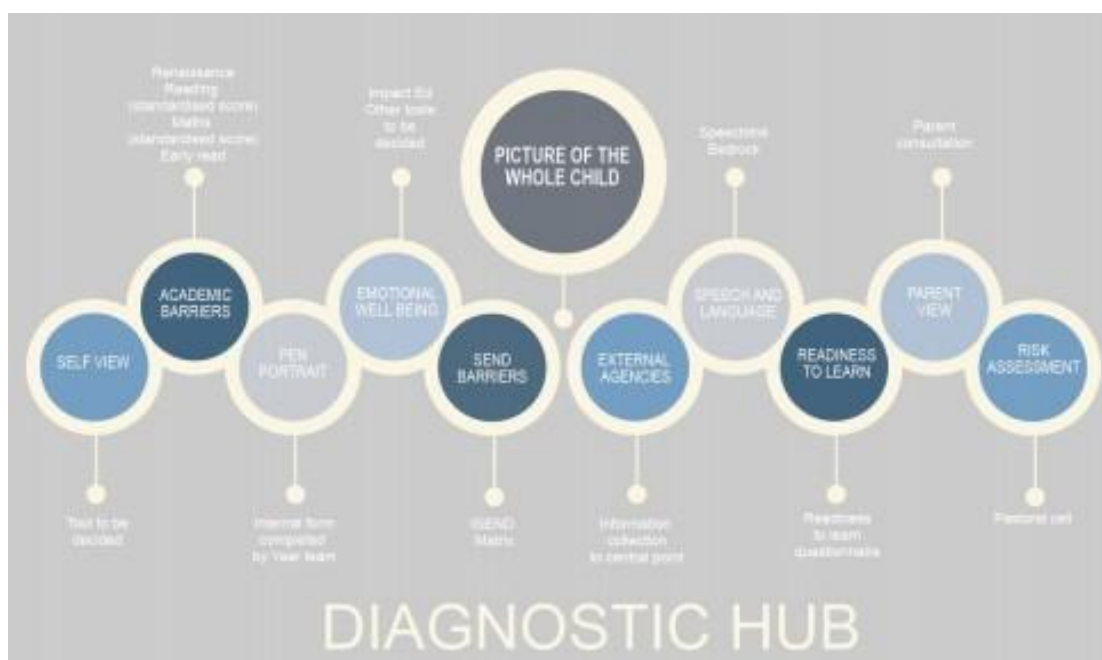 Renaissance
Reading
(standardised score)
Maths
(standardised score)
Early read
Impact Ed
Other tools
to be
decided
PICTURE OF THE
WHOLE CHILD
Bedrock
Parent
consultation
ACADEMIC
BARRIERS
EMOTIONAL
WELL BEING
SPEECH AND
LANGUAGE
PARENT
VIEW
SELF VIEW
PEN
PORTRAIT
SEND
BARRIERS
EXTERNAL
AGENCIES
READINESS
TO LEARN
RISK
ASSESSMENT
Tool to be
decided
Internal form
completed
by Year team
Matrix
Information
collection
to central point
Readiness
to learn
questionnaire
Pastoral
DIAGNOSTIC HUB